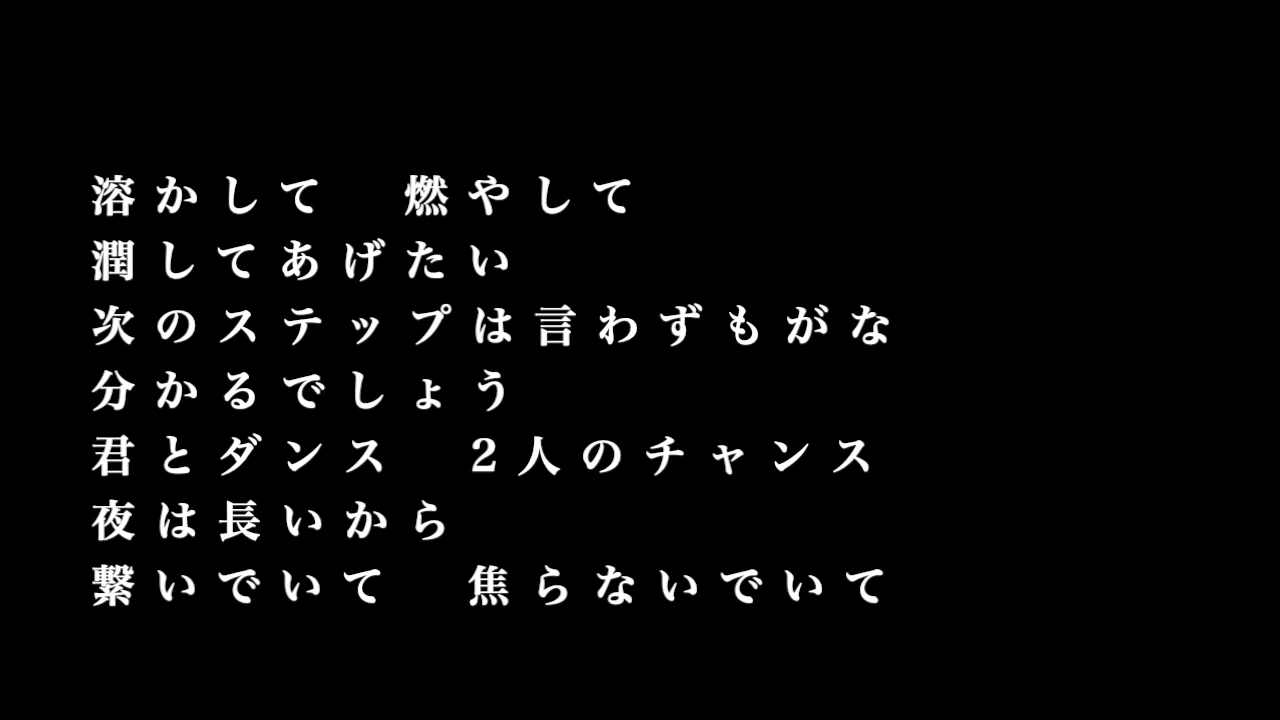 溶かして　燃やして
潤してあげたい
次のステップは言わずもがな
分かるでしょう
君とダンス　2人のチャンス
夜は長いから
繋いでいて　焦らないでいて